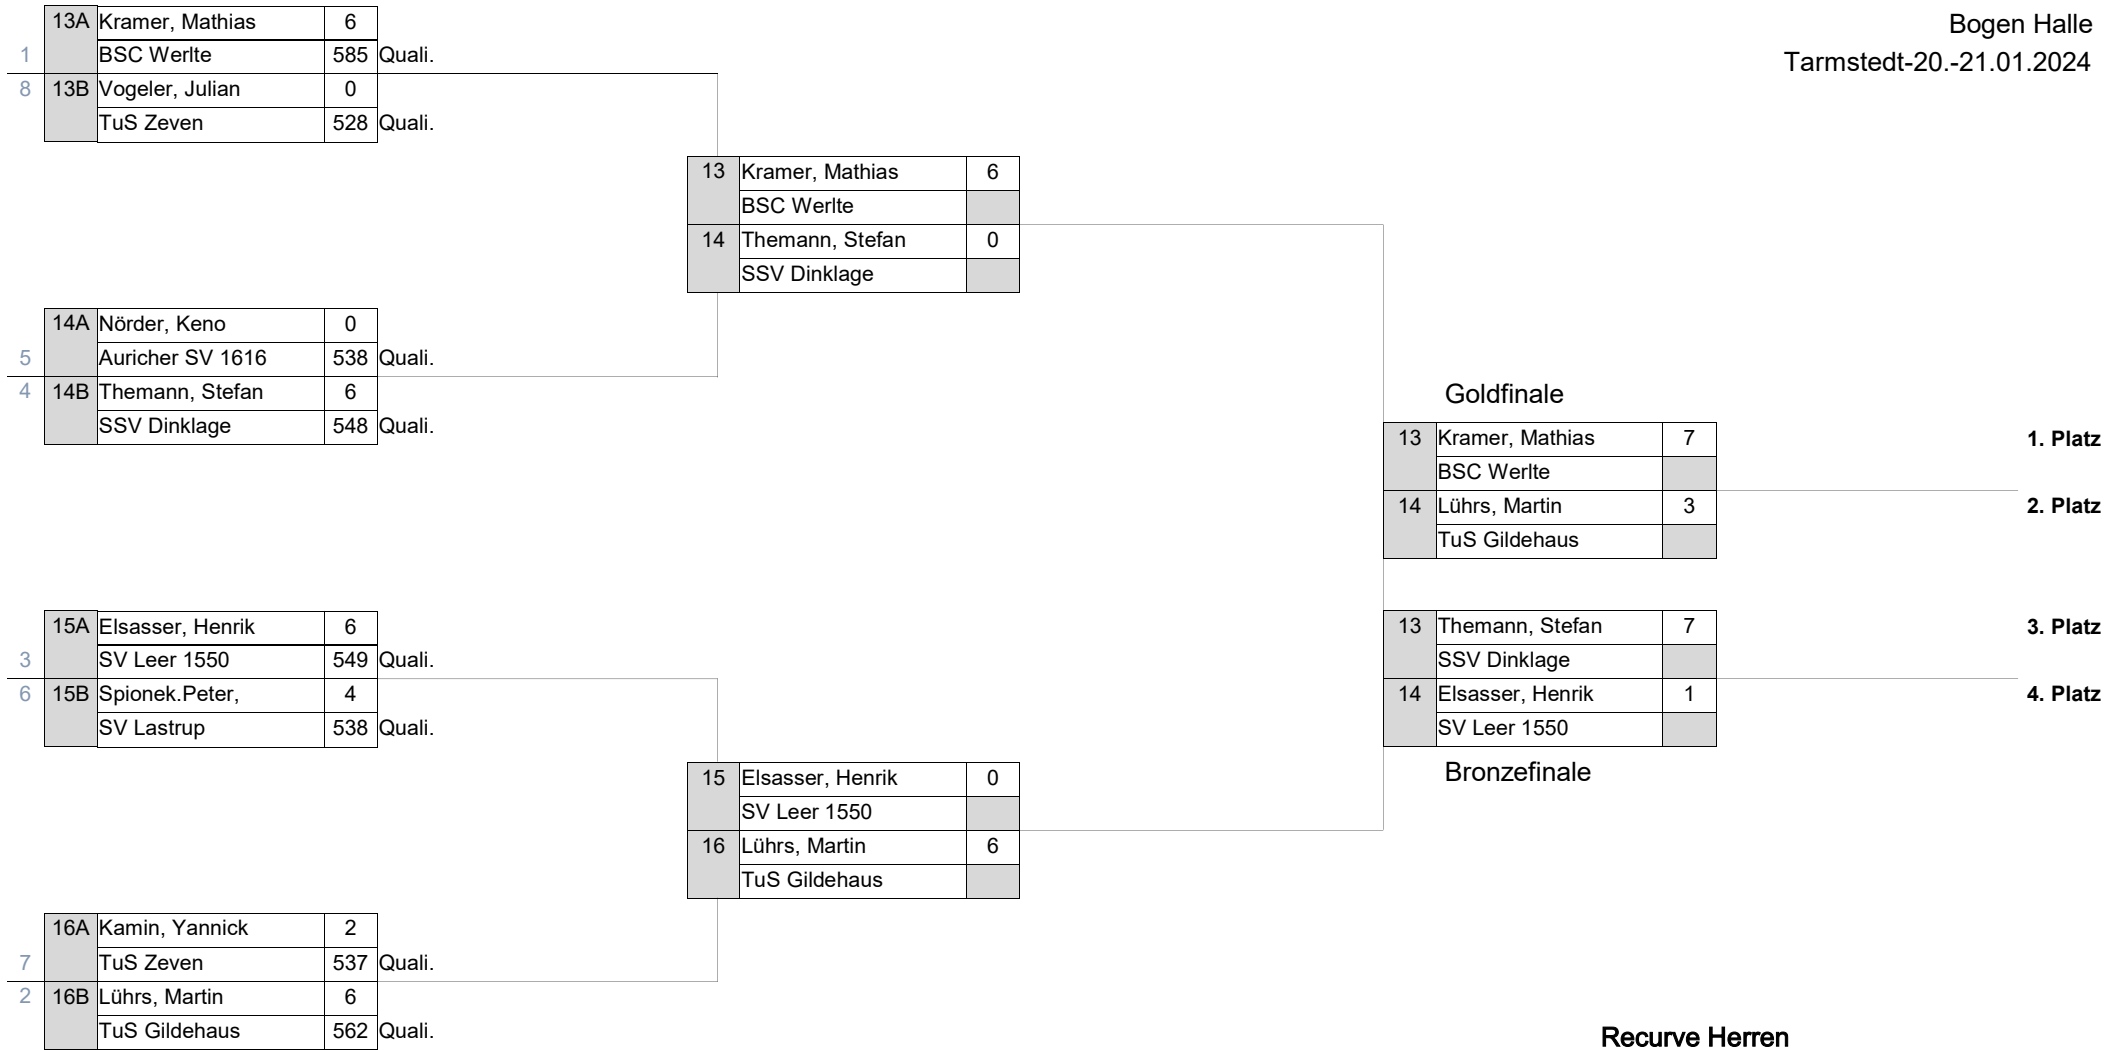 Bogen Halle
Tarmstedt-20.-21.01.2024
13A Kramer, Mathias 6
1 BSC Werlte 585 Quali.
8 13B Vogeler, Julian 0
TuS Zeven 528 Quali.
13 Kramer, Mathias 6
BSC Werlte
14 Themann, Stefan 0
SSV Dinklage
14A Nörder, Keno 0
5 Auricher SV 1616 538 Quali.
4 14B Themann, Stefan 6
SSV Dinklage 548 Quali.
Goldfinale
13 Kramer, Mathias 7 1. Platz
BSC Werlte
14 Lührs, Martin 3 2. Platz
TuS Gildehaus
15A Elsasser, Henrik 6
3 SV Leer 1550 549 Quali.
6 15B Spionek.Peter, 4
SV Lastrup 538 Quali.
13 Themann, Stefan 7 3. Platz
SSV Dinklage
14 Elsasser, Henrik 1 4. Platz
SV Leer 1550
Bronzefinale
15 Elsasser, Henrik 0
SV Leer 1550
16 Lührs, Martin 6
TuS Gildehaus
16A Kamin, Yannick 2
7 TuS Zeven 537 Quali.
2 16B Lührs, Martin 6
TuS Gildehaus 562 Quali.
Recurve Herren